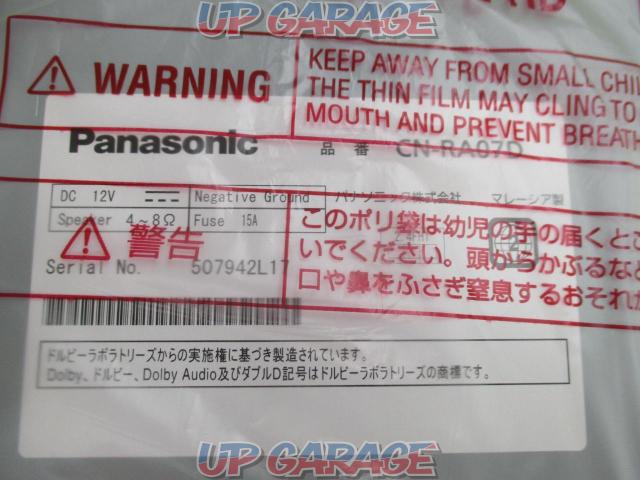 UP GARAGE
WARNING
KEEP AWAY FROM SMALL CHIL
THE THIN FILM MAY CLING TO
MOUTH AND PREVENT BREATH
Panasonic 品番 CN-RA07D
DC 12V Negative Ground パナソニック株式会社 マレーシア製
Speaker 4~8Ω Fuse 15A
警告
このポリ袋は幼児の手の届くとこ
いでください。頭からかぶるなど
口や鼻をふさぎ窒息するおそれが
Serial No. 507942L17
ドルビーラボラトリーズからの実施権に基づき製造されています。
Dolby、ドルビー、Dolby Audio及びダブルD記号はドルビーラボラトリーズの商標です。
UP GARAGE